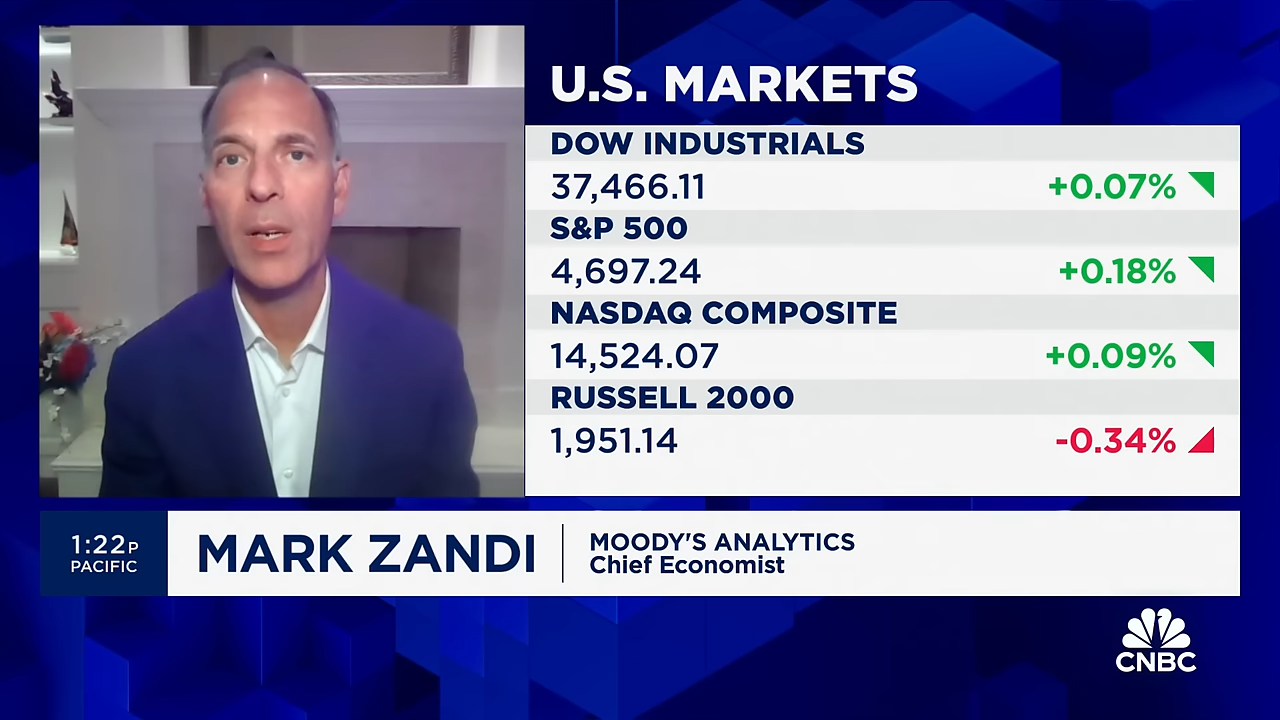 U.S. MARKETS
DOW INDUSTRIALS
37,466.11 +0.07%
S&P 500
4,697.24 +0.18%
NASDAQ COMPOSITE
14,524.07 +0.09%
RUSSELL 2000
1,951.14 -0.34%
1:22P
PACIFIC
MARK ZANDI
MOODY'S ANALYTICS
Chief Economist
CNBC